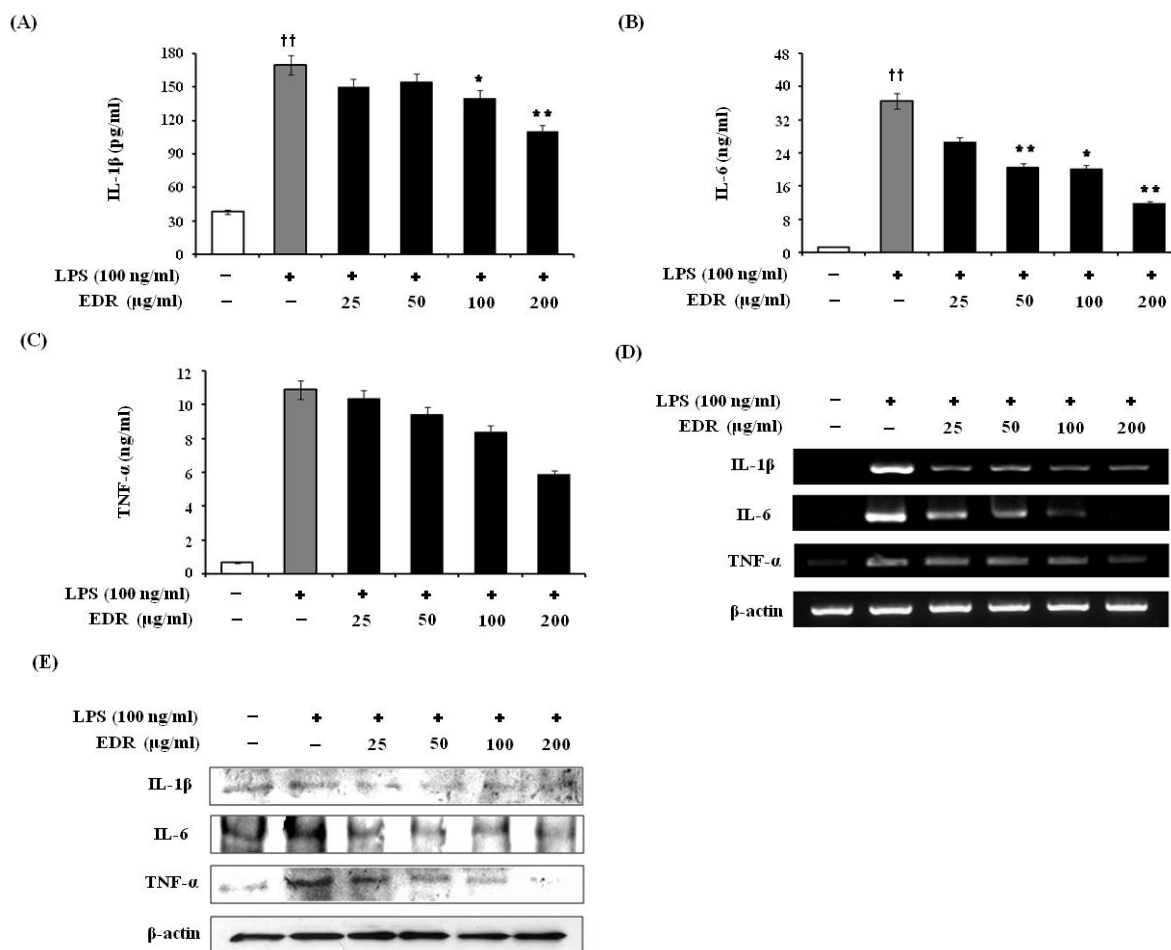 (A)
††
*
**
180
150
120
90
60
30
0
IL-1β (pg/ml)
LPS (100 ng/ml) – + + + + +
EDR (µg/ml) – – 25 50 100 200
(B)
††
**
*
**
48
36
28
24
16
8
0
IL-6 (ng/ml)
LPS (100 ng/ml) – + + + + +
EDR (µg/ml) – – 25 50 100 200
(C)
12
10
8
6
4
2
0
TNF-α (ng/ml)
LPS (100 ng/ml) – + + + + +
EDR (µg/ml) – – 25 50 100 200
(D)
LPS (100 ng/ml) – + + + + +
EDR (µg/ml) – – 25 50 100 200
IL-1β
IL-6
TNF-α
β-actin
(E)
LPS (100 ng/ml) – + + + + +
EDR (µg/ml) – – 25 50 100 200
IL-1β
IL-6
TNF-α
β-actin